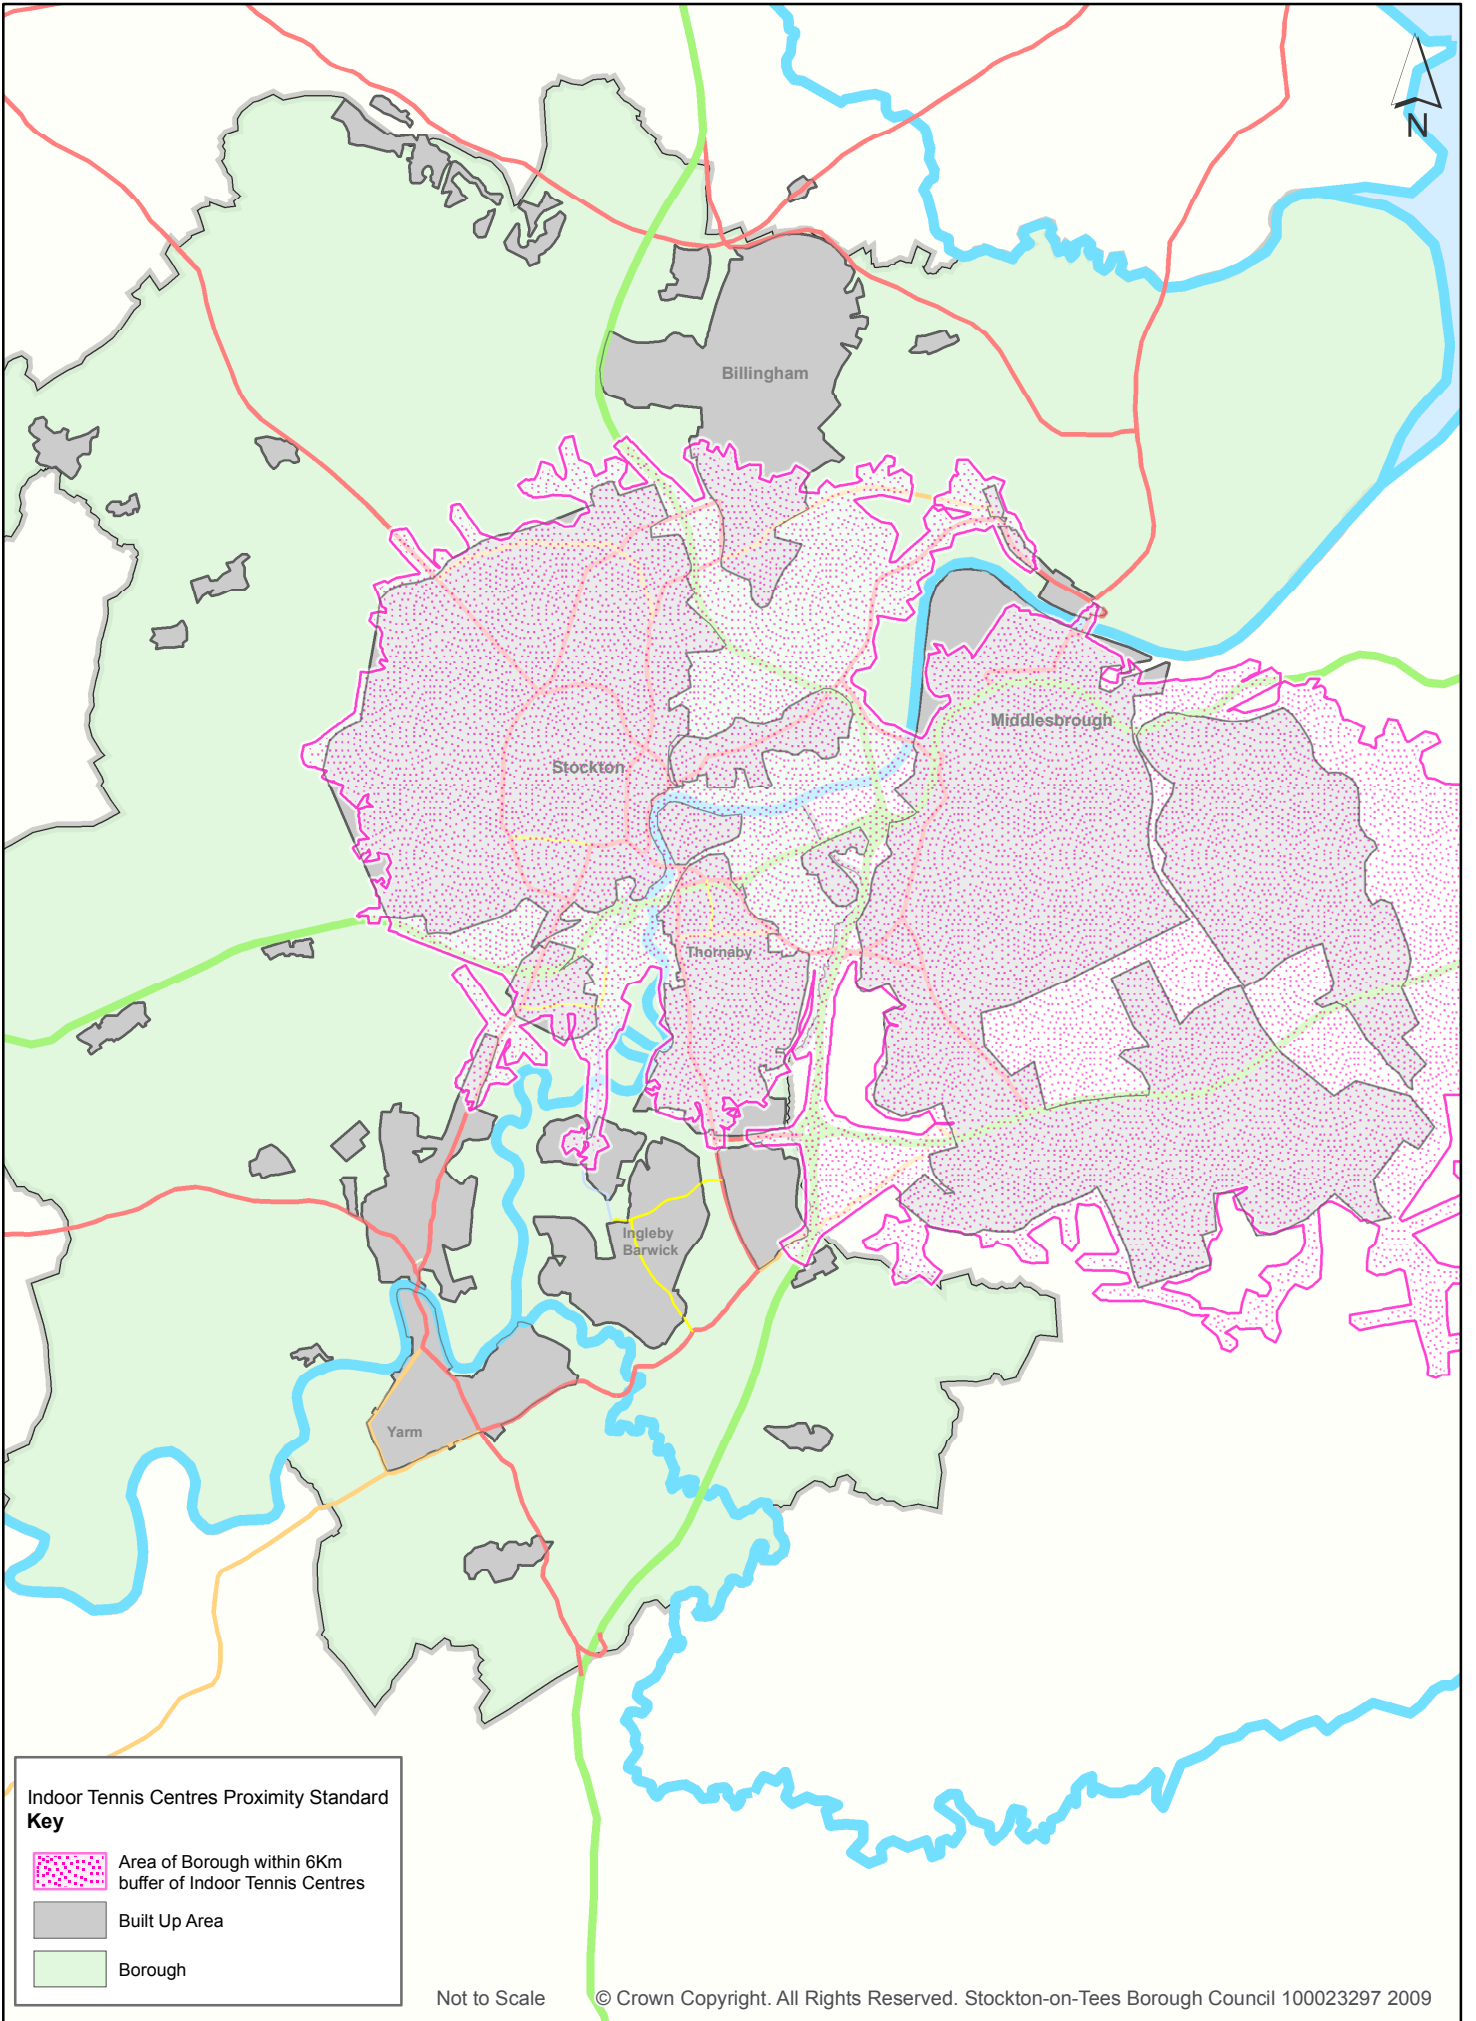 N
Billingham
Middlesbrough
Stockton
Thornaby
Ingleby
Barwick
Yarm
Indoor Tennis Centres Proximity Standard
Key
Area of Borough within 6Km
buffer of Indoor Tennis Centres
Built Up Area
Borough
Not to Scale
© Crown Copyright. All Rights Reserved. Stockton-on-Tees Borough Council 100023297 2009